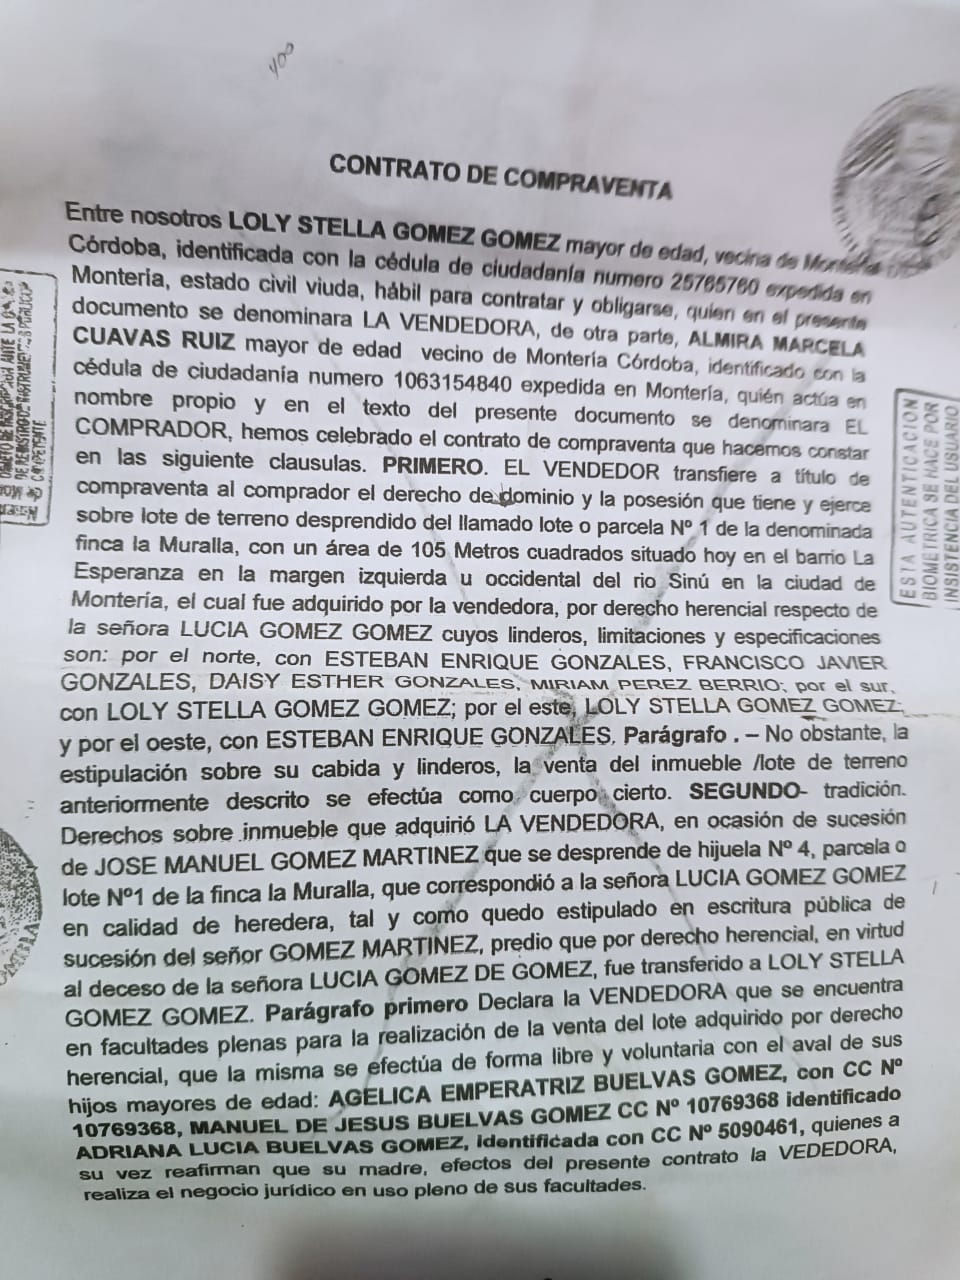 400
CONTRATO DE COMPRAVENTA
Entre nosotros LOLY STELLA GOMEZ GOMEZ mayor de edad, vecina de Montería
Córdoba, identificada con la cédula de ciudadanía numero 25765760 expedida en
Montería, estado civil viuda, hábil para contratar y obligarse, quien en el presente
documento se denominara LA VENDEDORA, de otra parte, ALMIRA MARCELA
CUAVAS RUIZ mayor de edad vecino de Montería Córdoba, identificado con la
cédula de ciudadanía numero 1063154840 expedida en Montería, quién actúa en
nombre propio y en el texto del presente documento se denominara EL
COMPRADOR, hemos celebrado el contrato de compraventa que hacemos constar
en las siguiente clausulas. PRIMERO. EL VENDEDOR transfiere a título de
compraventa al comprador el derecho de dominio y la posesión que tiene y ejerce
sobre lote de terreno desprendido del llamado lote o parcela Nº 1 de la denominada
finca la Muralla, con un área de 105 Metros cuadrados situado hoy en el barrio La
Esperanza en la margen izquierda u occidental del rio Sinú en la ciudad de
Montería, el cual fue adquirido por la vendedora, por derecho herencial respecto de
la señora LUCIA GOMEZ GOMEZ cuyos linderos, limitaciones y especificaciones
son: por el norte, con ESTEBAN ENRIQUE GONZALES, FRANCISCO JAVIER
GONZALES, DAISY ESTHER GONZALES, MIRIAM PEREZ BERRIO; por el sur,
con LOLY STELLA GOMEZ GOMEZ; por el este, LOLY STELLA GOMEZ GOMEZ;
y por el oeste, con ESTEBAN ENRIQUE GONZALES. Parágrafo . – No obstante, la
estipulación sobre su cabida y linderos, la venta del inmueble /lote de terreno
anteriormente descrito se efectúa como cuerpo cierto. SEGUNDO- tradición.
Derechos sobre inmueble que adquirió LA VENDEDORA, en ocasión de sucesión
de JOSE MANUEL GOMEZ MARTINEZ que se desprende de hijuela Nº 4, parcela o
lote Nº1 de la finca la Muralla, que correspondió a la señora LUCIA GOMEZ GOMEZ
en calidad de heredera, tal y como quedo estipulado en escritura pública de
sucesión del señor GOMEZ MARTINEZ, predio que por derecho herencial, en virtud
al deceso de la señora LUCIA GOMEZ DE GOMEZ, fue transferido a LOLY STELLA
GOMEZ GOMEZ. Parágrafo primero Declara la VENDEDORA que se encuentra
en facultades plenas para la realización de la venta del lote adquirido por derecho
herencial, que la misma se efectúa de forma libre y voluntaria con el aval de sus
hijos mayores de edad: AGELICA EMPERATRIZ BUELVAS GOMEZ, con CC Nº
10769368, MANUEL DE JESUS BUELVAS GOMEZ CC Nº 10769368 identificado
ADRIANA LUCIA BUELVAS GOMEZ, identificada con CC Nº 5090461, quienes a
su vez reafirman que su madre, efectos del presente contrato la VEDEDORA,
realiza el negocio jurídico en uso pleno de sus facultades.
ESTA AUTENTICACION
BIOMETRICA SE HACE POR
INSISTENCIA DEL USUARIO